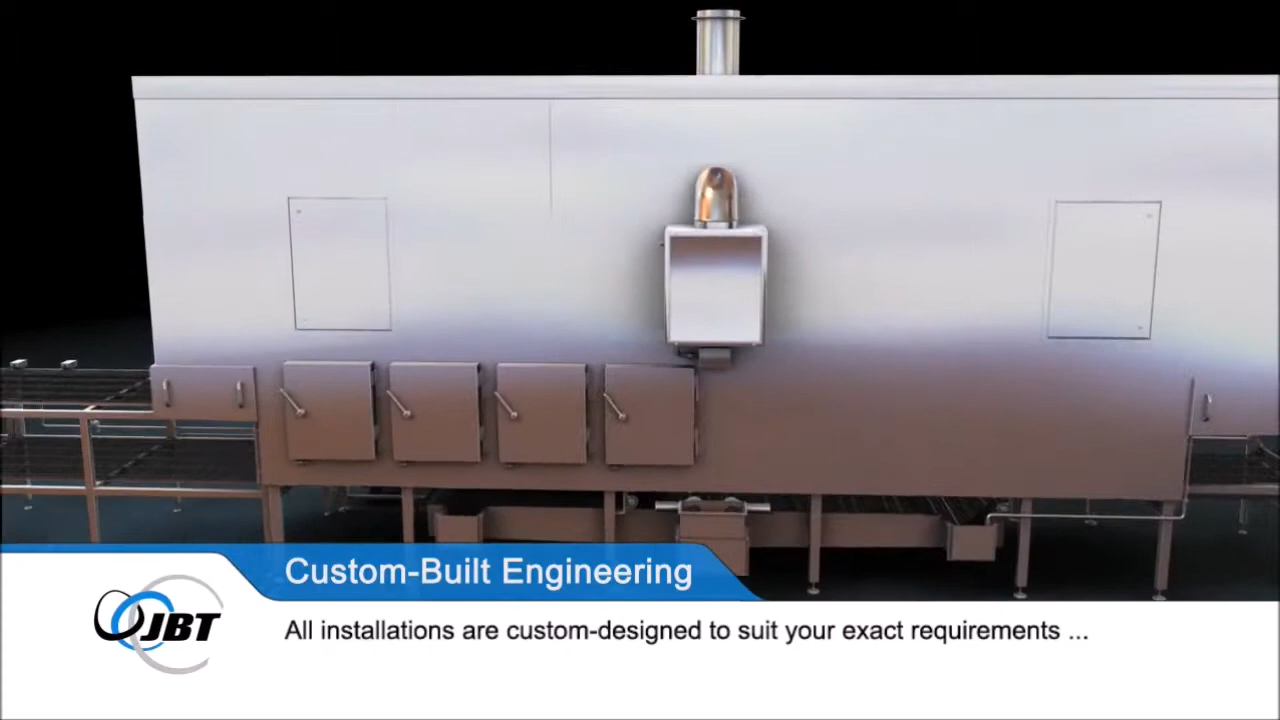 Custom-Built Engineering
JBT
All installations are custom-designed to suit your exact requirements ...